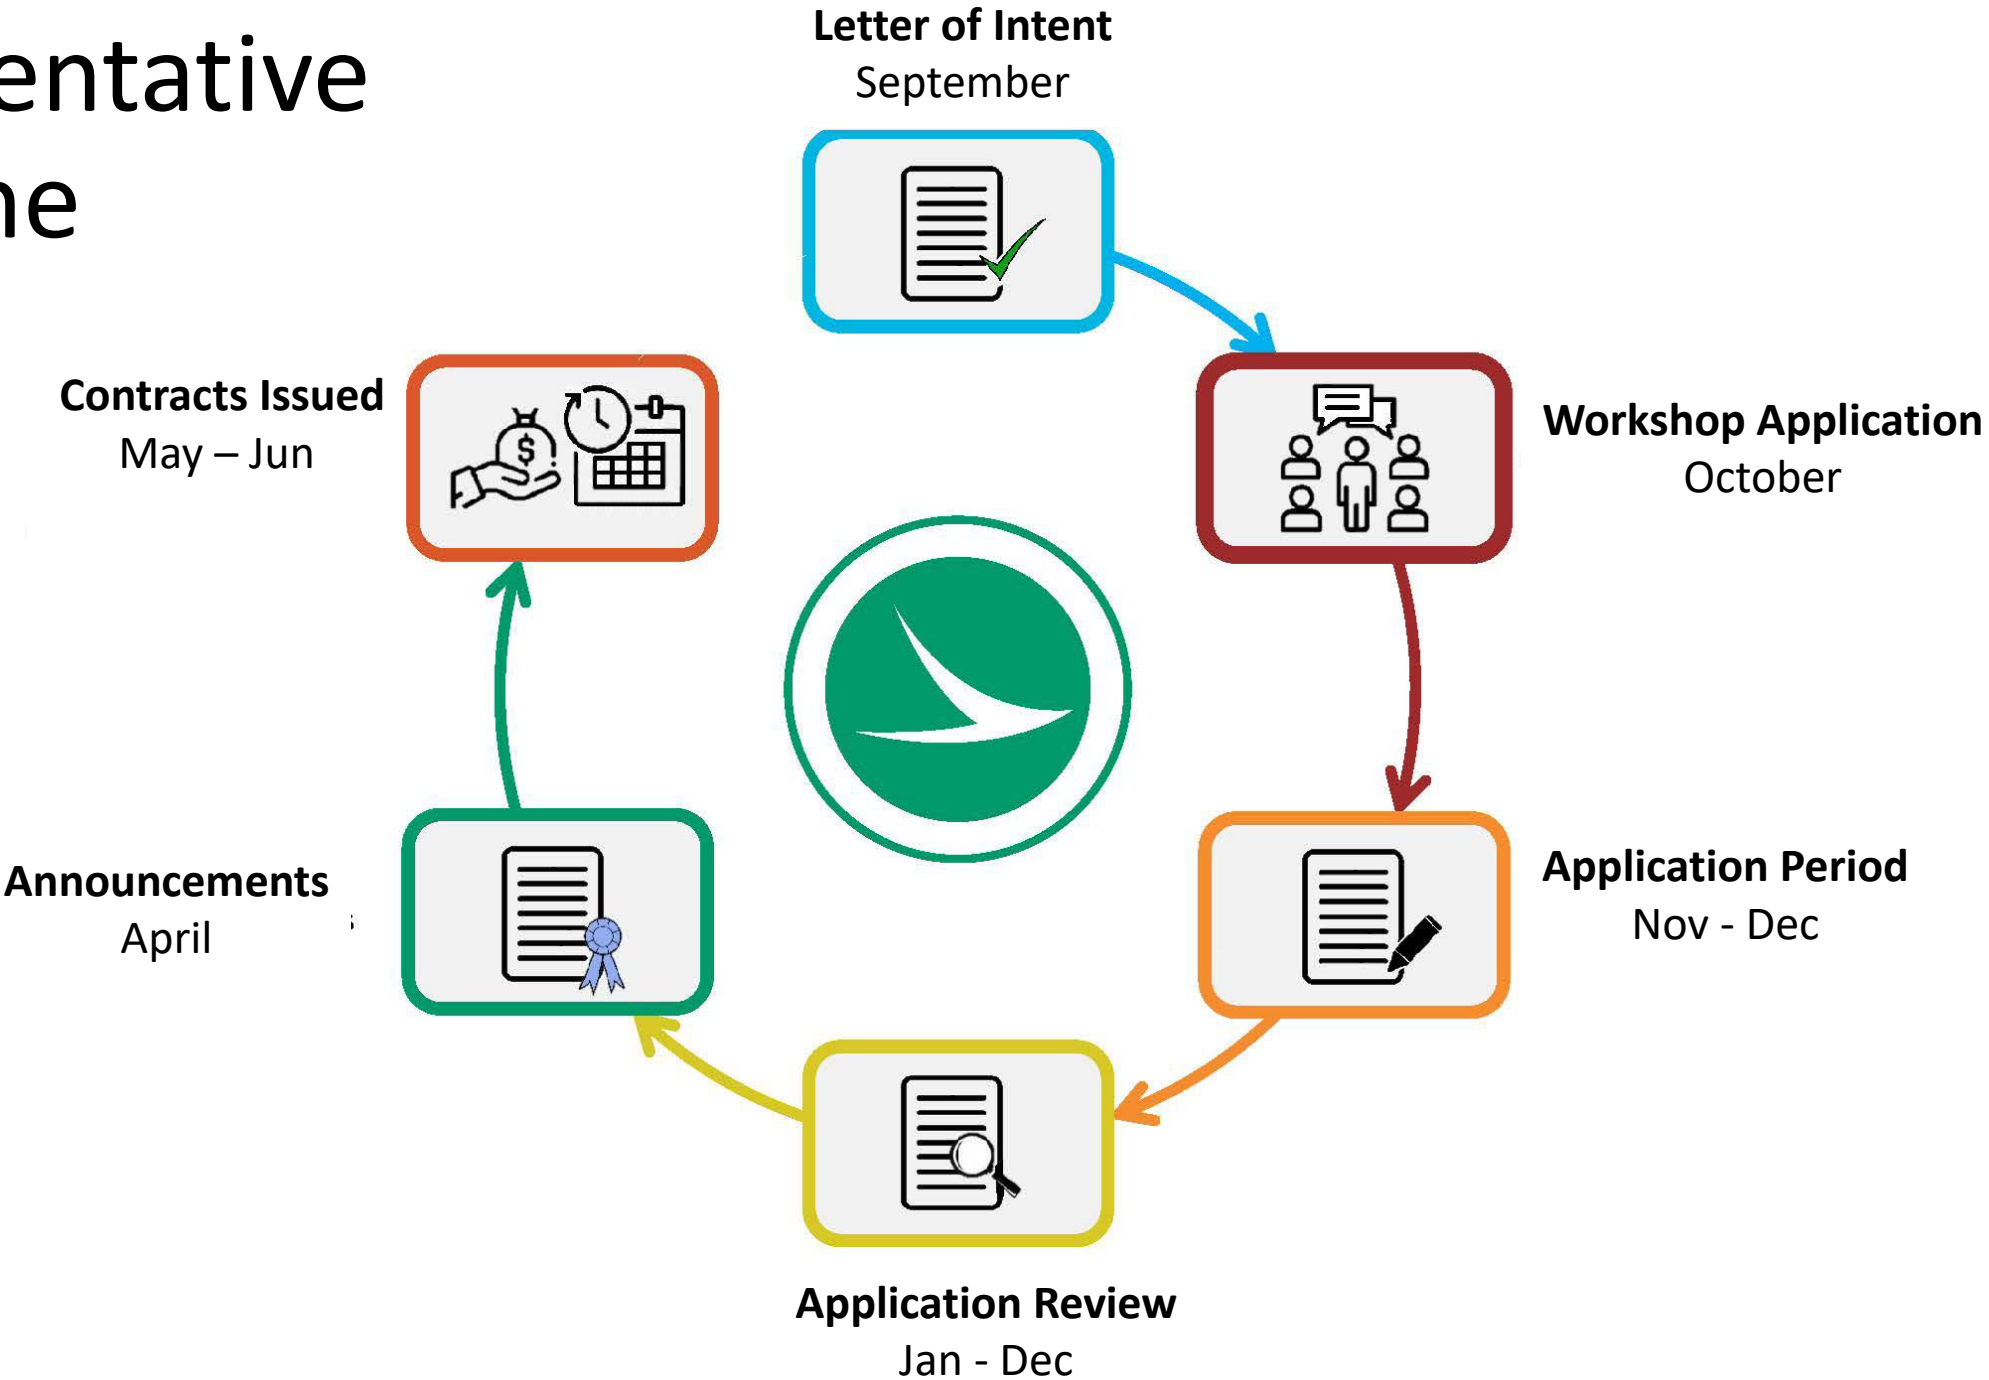 entative
ne
Letter of Intent
September
Workshop Application
October
Application Period
Nov - Dec
Application Review
Jan - Dec
Announcements
April
Contracts Issued
May – Jun
$